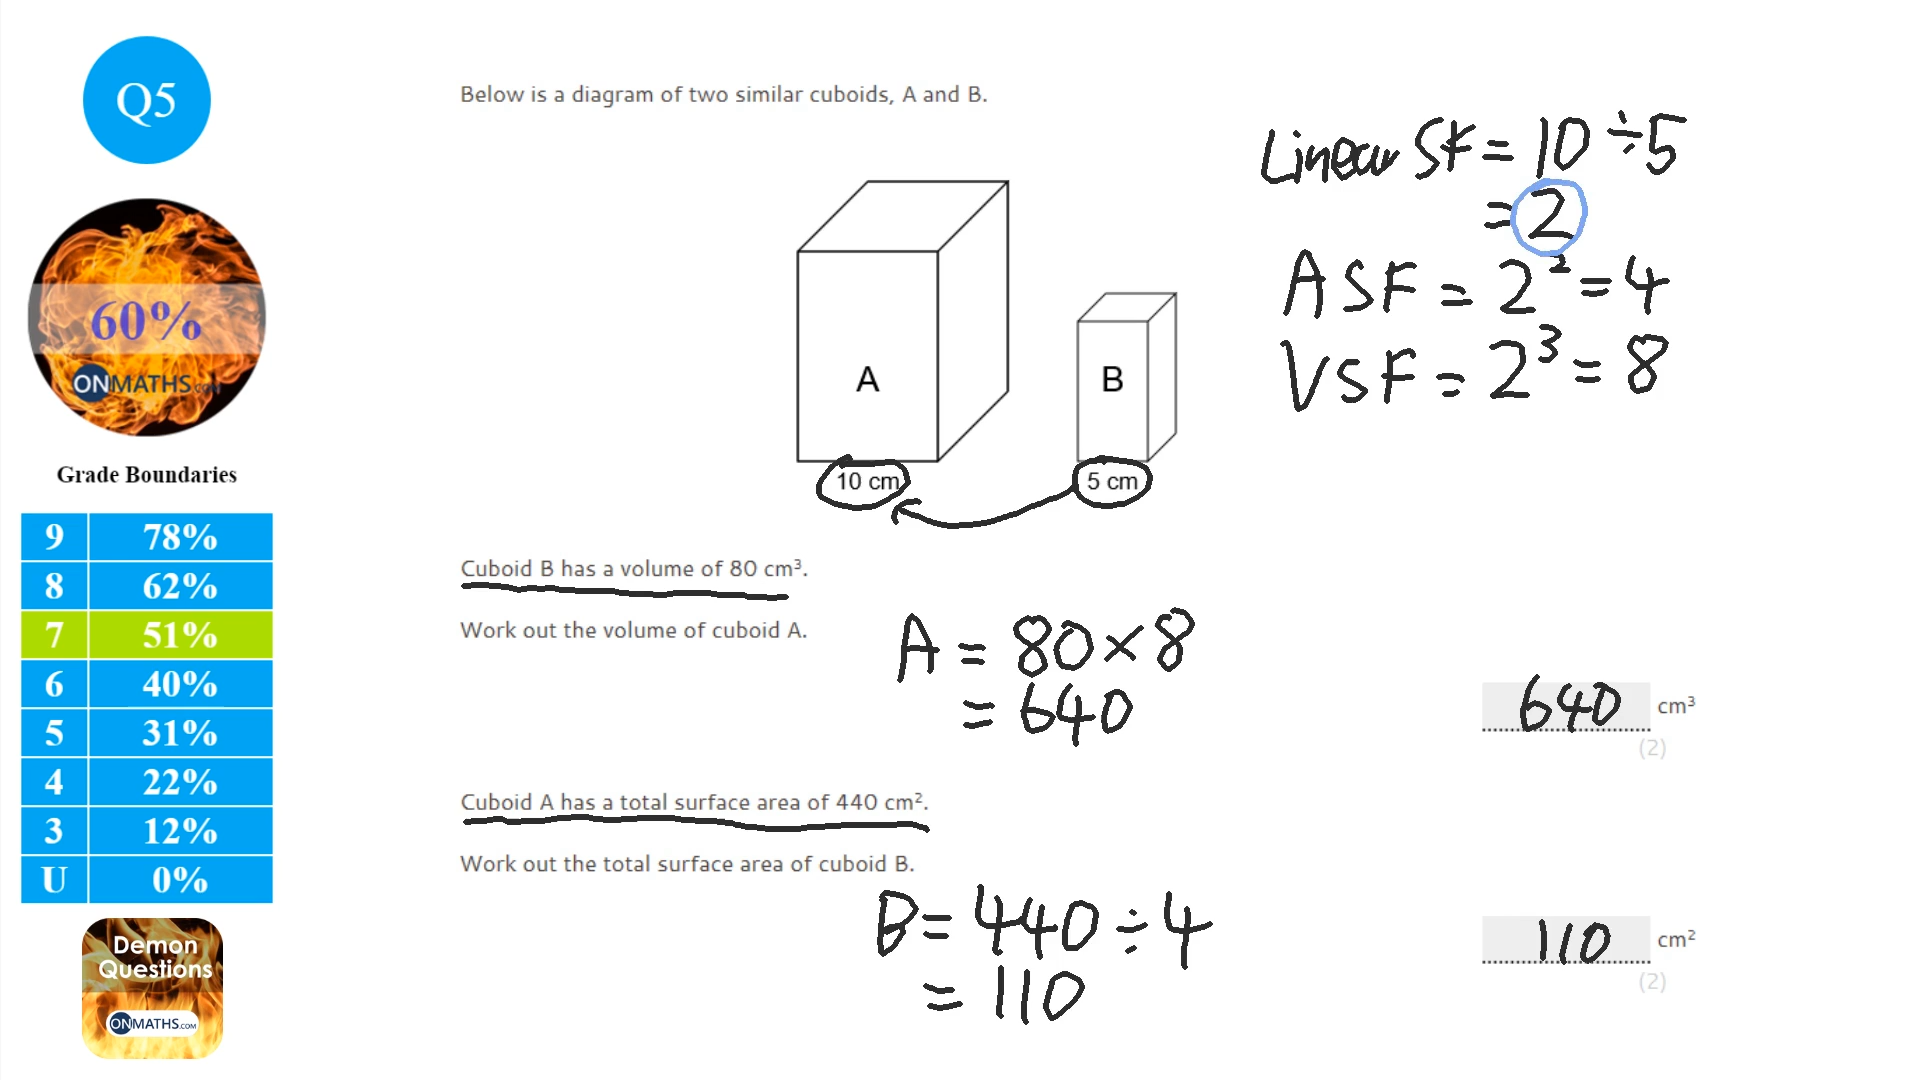 Q5
60%
ONMATHS.com
Grade Boundaries
9 78%
8 62%
7 51%
6 40%
5 31%
4 22%
3 12%
U 0%
Demon
Questions
ONMATHS.COM
Below is a diagram of two similar cuboids, A and B.
A
B
10 cm
5 cm
Linear SF = 10 ÷ 5
= 2
ASF = 2² = 4
VSF = 2³ = 8
Cuboid B has a volume of 80 cm³.
Work out the volume of cuboid A.
A = 80 × 8
= 640
640 cm³
(2)
Cuboid A has a total surface area of 440 cm².
Work out the total surface area of cuboid B.
B = 440 ÷ 4
= 110
110 cm²
(2)